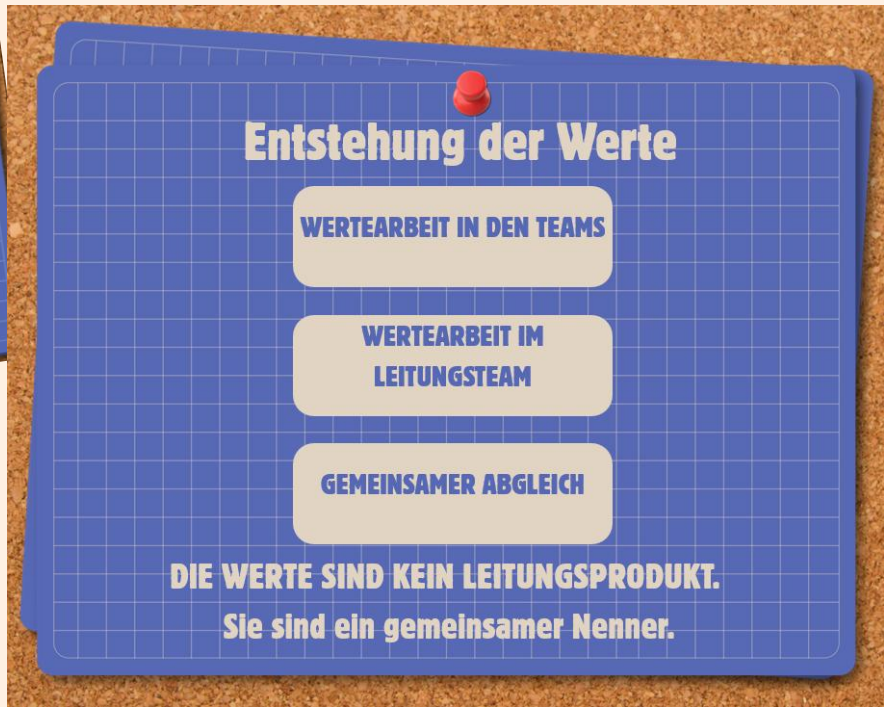 Entstehung der Werte
WERTEARBEIT IN DEN TEAMS
WERTEARBEIT IM
LEITUNGSTEAM
GEMEINSAMER ABGLEICH
DIE WERTE SIND KEIN LEITUNGSPRODUKT.
Sie sind ein gemeinsamer Nenner.